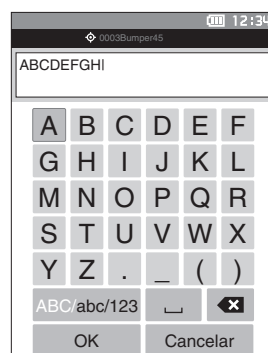 12:34
0003Bumper45
ABCDEFGHI
A B C D E F
G H I J K L
M N O P Q R
S T U V W X
Y Z . _ ( )
ABC/abc/123
OK Cancelar